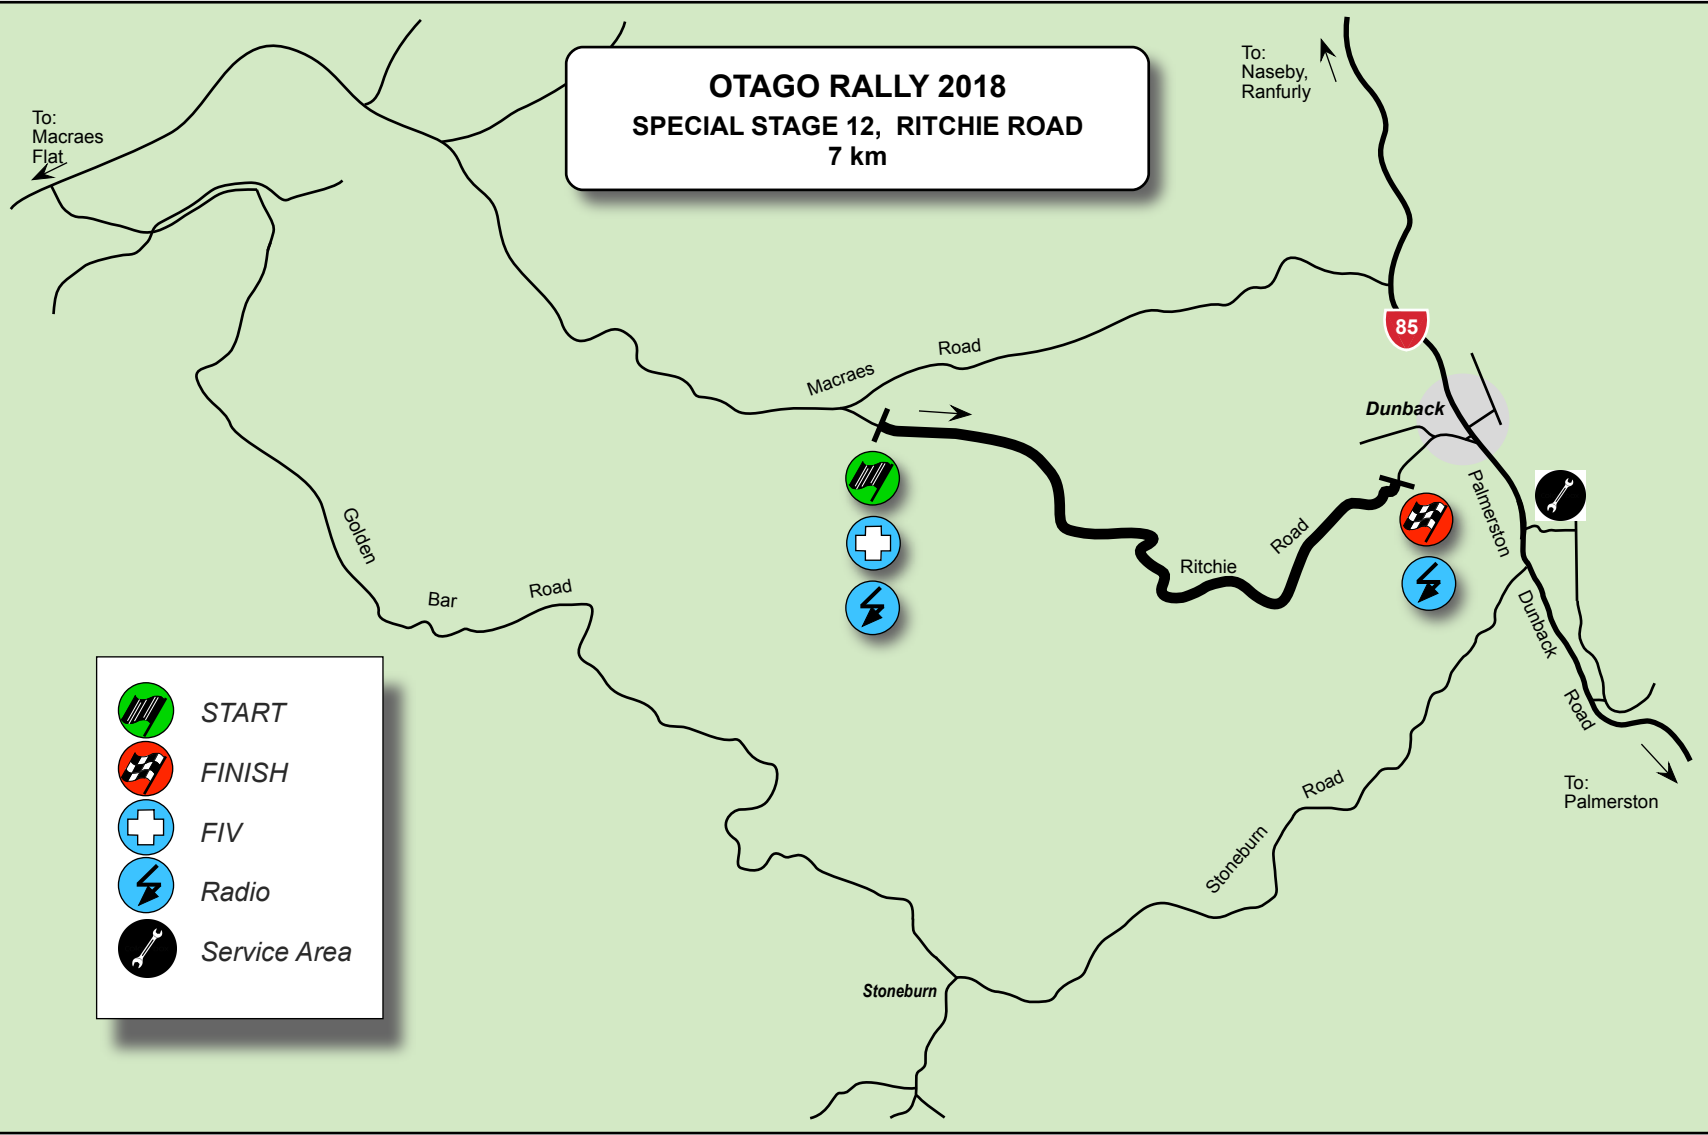 OTAGO RALLY 2018
SPECIAL STAGE 12,  RITCHIE ROAD
7 km
To:
Naseby,
Ranfurly
To:
Macraes
Flat
85
Macraes
Road
Dunback
Palmerston
Dunback
Road
Ritchie
Road
Golden
Bar
Road
To:
Palmerston
Stoneburn
Road
Stoneburn
START
FINISH
FIV
Radio
Service Area